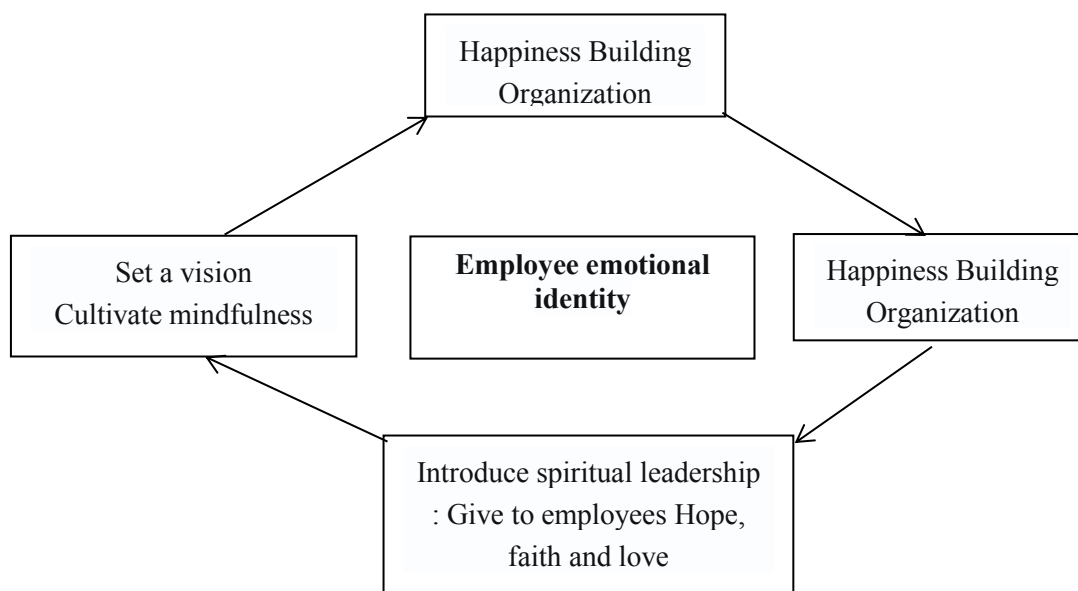 Happiness Building
Organization
Set a vision
Cultivate mindfulness
Employee emotional
identity
Happiness Building
Organization
Introduce spiritual leadership
: Give to employees Hope,
faith and love